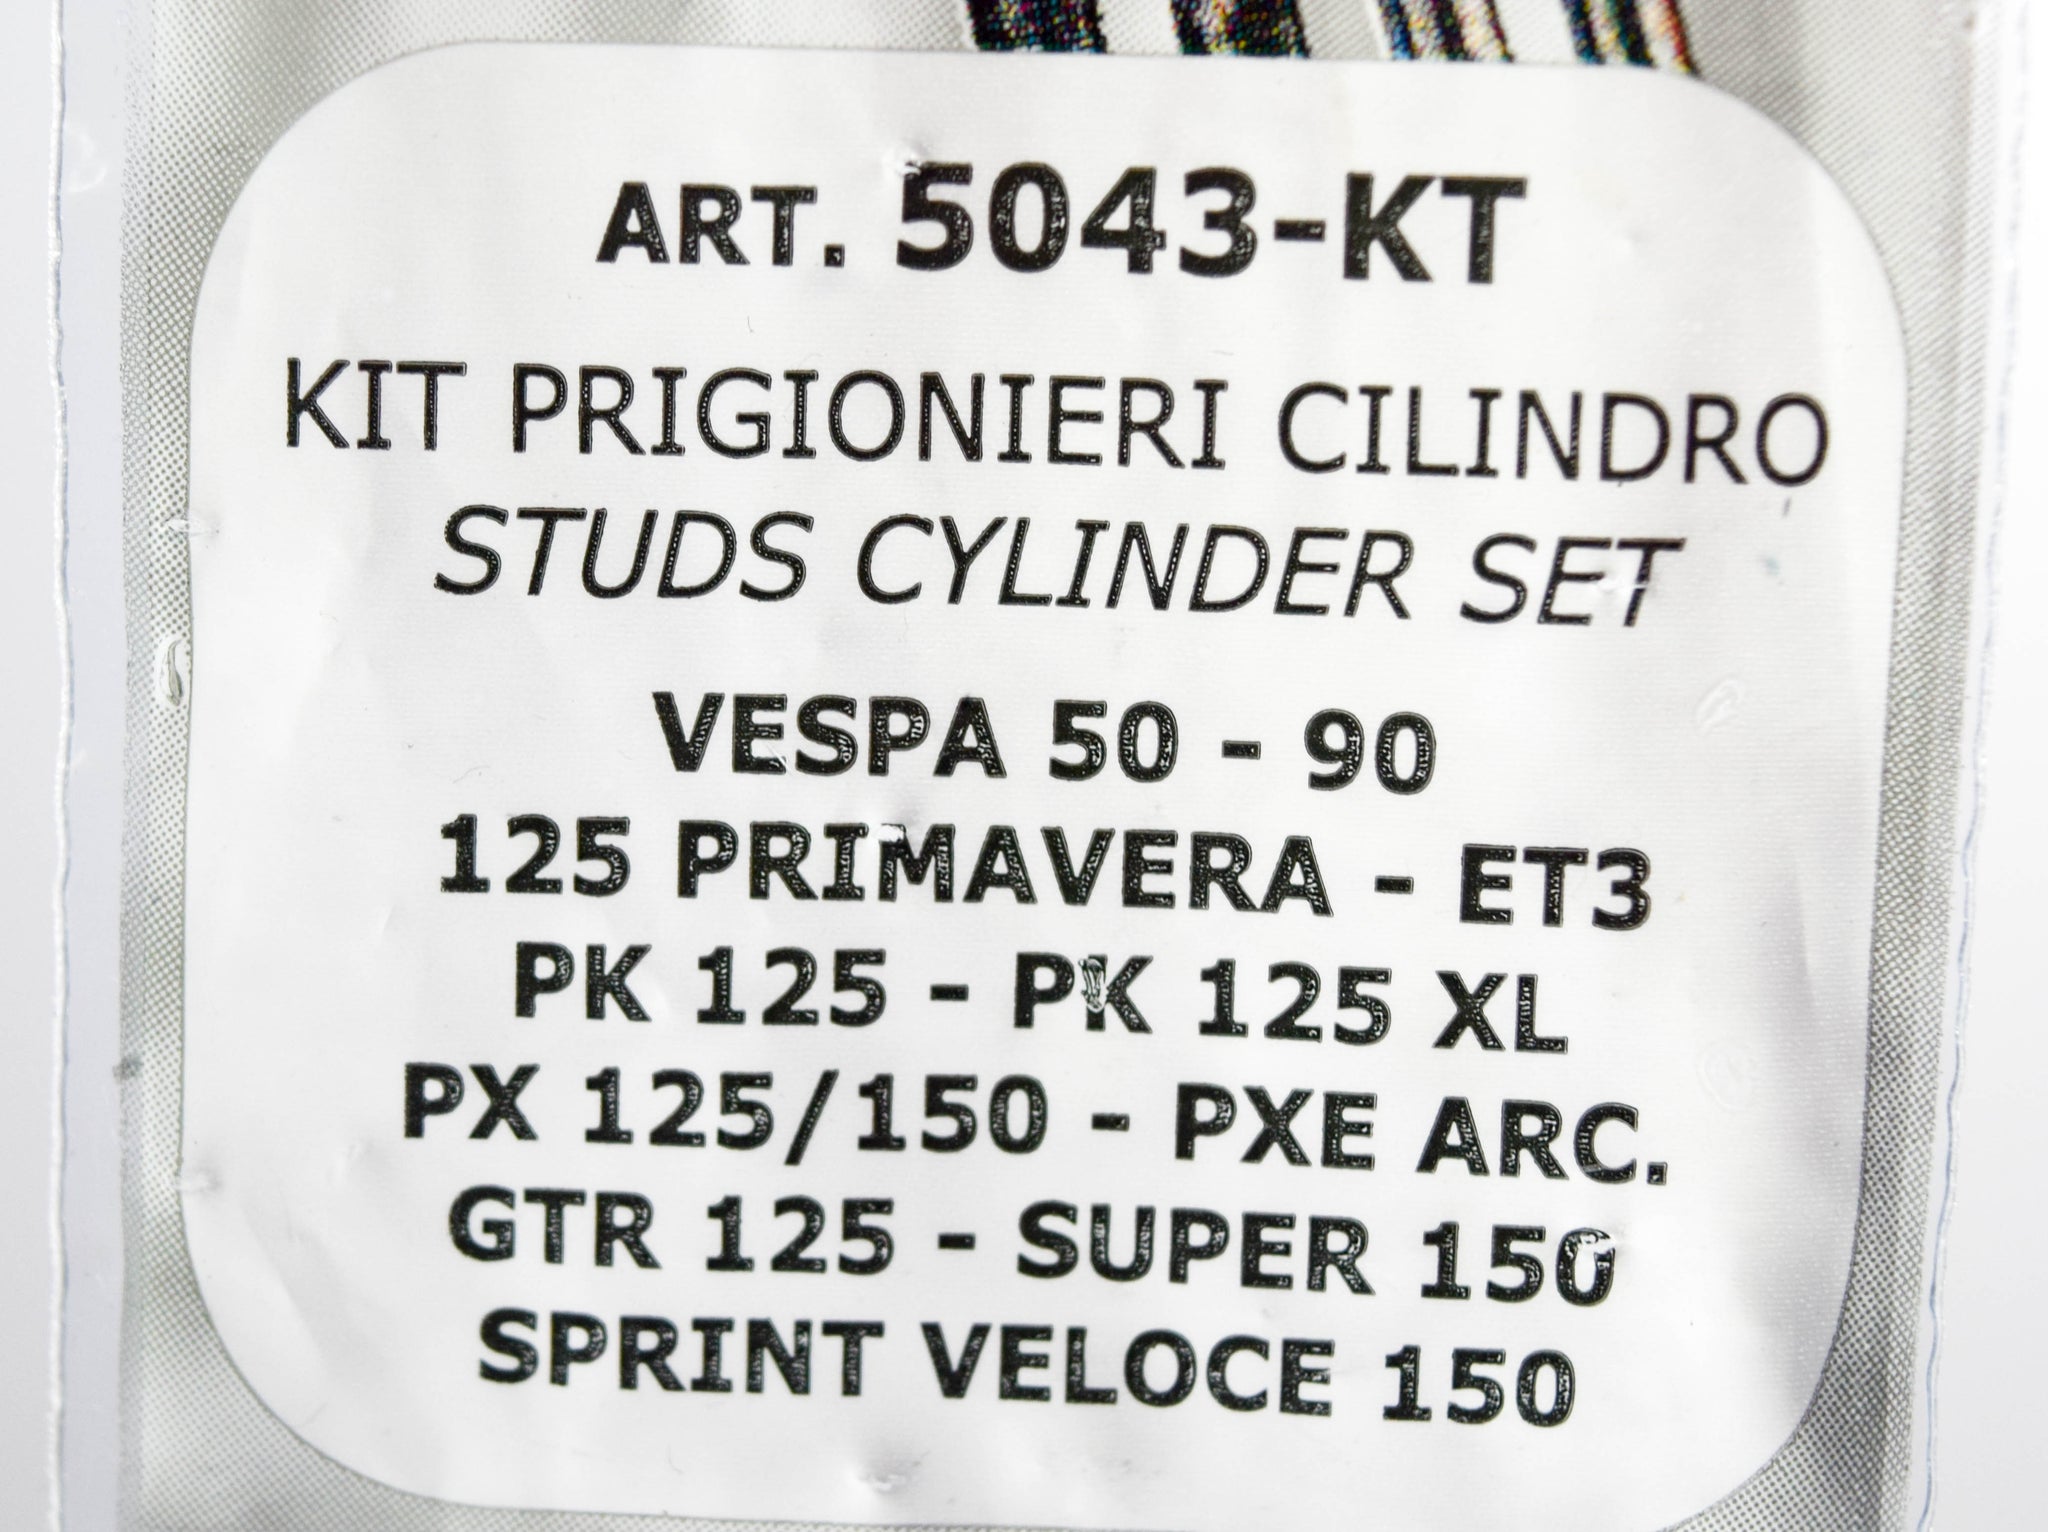 ART. 5043-KT
KIT PRIGIONIERI CILINDRO
STUDS CYLINDER SET
VESPA 50 - 90
125 PRIMAVERA - ET3
PK 125 - PK 125 XL
PX 125/150 - PXE ARC.
GTR 125 - SUPER 150
SPRINT VELOCE 150